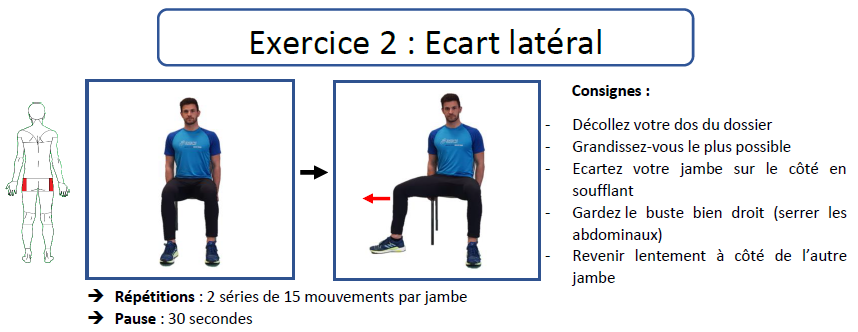 Exercice 2 : Ecart latéral
Consignes :
- Décollez votre dos du dossier
- Grandissez-vous le plus possible
- Ecartez votre jambe sur le côté en
soufflant
- Gardez le buste bien droit (serrer les
abdominaux)
- Revenir lentement à côté de l’autre
jambe
➔ Répétitions : 2 séries de 15 mouvements par jambe
➔ Pause : 30 secondes